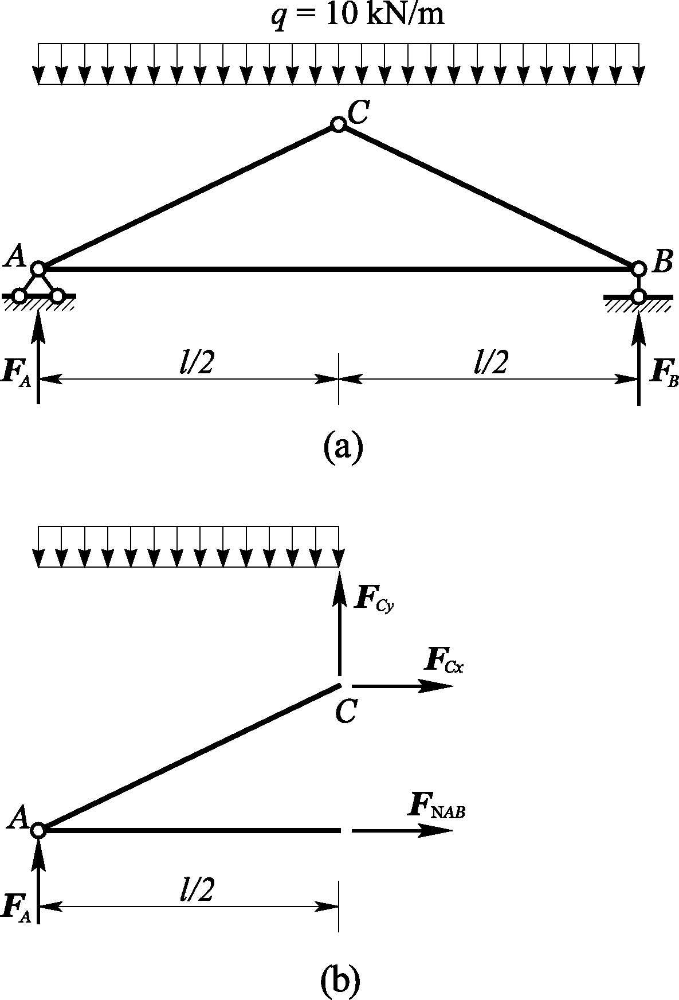 q = 10 kN/m
C
A
B
l/2
l/2
F_A
F_B
(a)
F_Cy
F_Cx
C
F_NAB
A
l/2
F_A
(b)